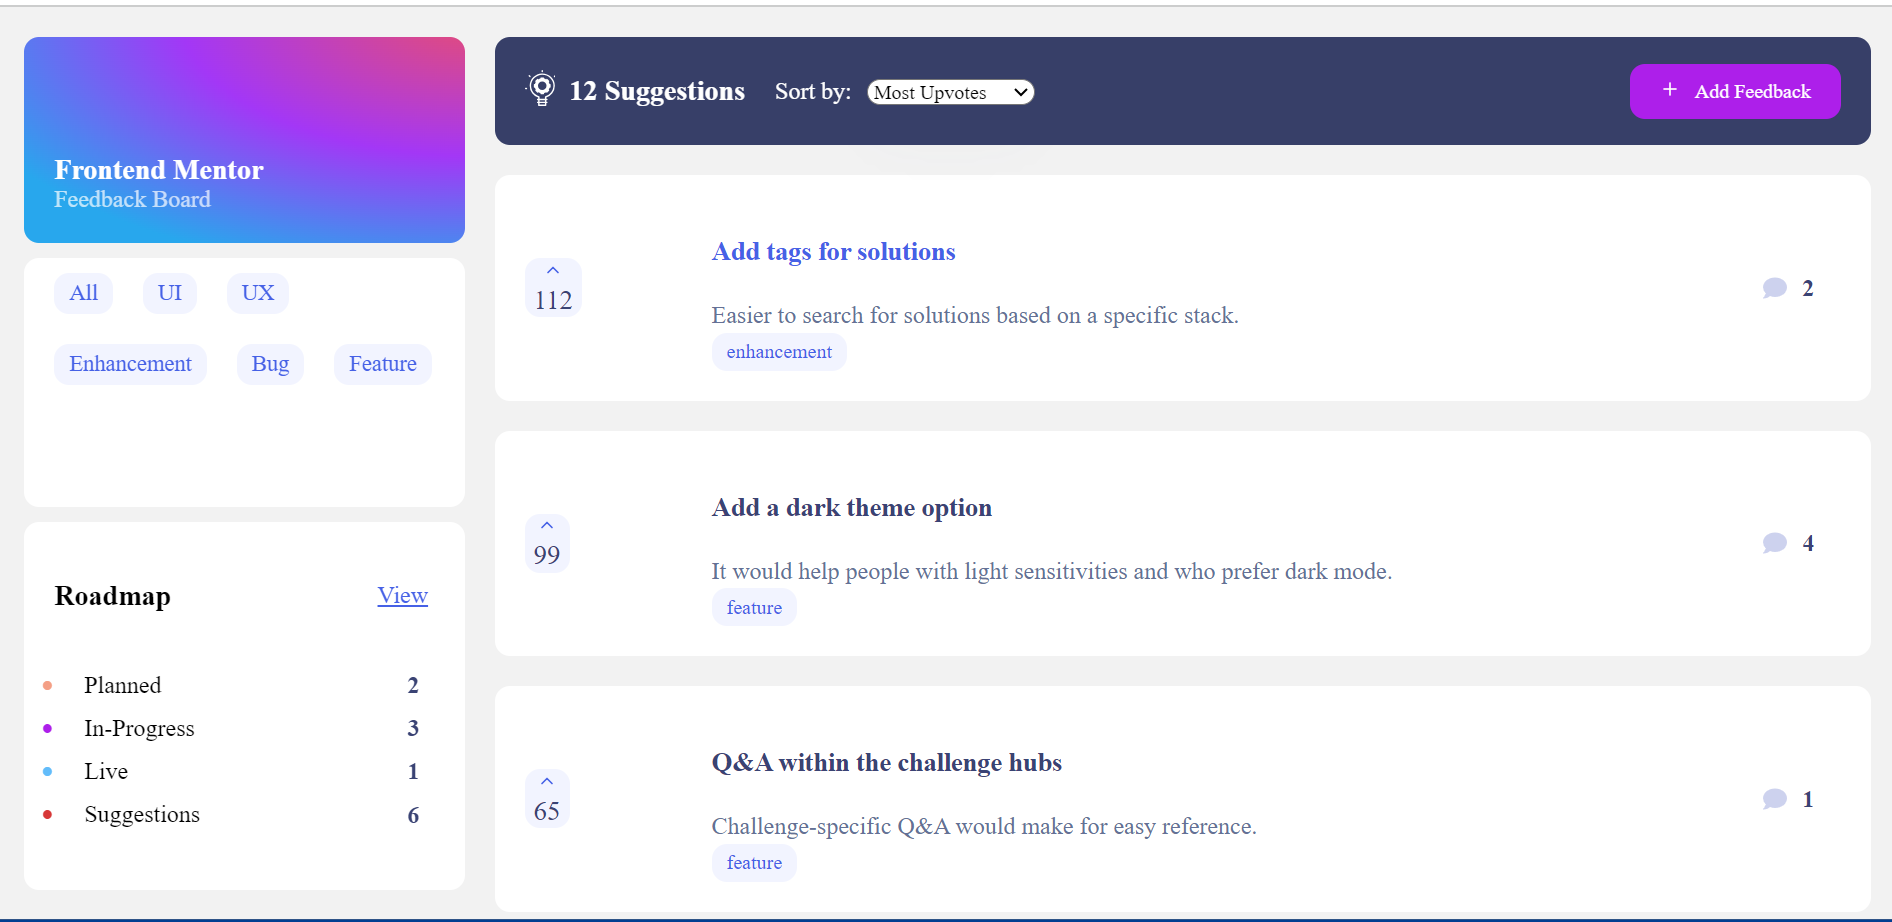 Frontend Mentor
Feedback Board
All UI UX
Enhancement Bug Feature
Roadmap View
Planned 2
In-Progress 3
Live 1
Suggestions 6
12 Suggestions Sort by: Most Upvotes + Add Feedback
Add tags for solutions
112
Easier to search for solutions based on a specific stack.
enhancement
2
Add a dark theme option
99
It would help people with light sensitivities and who prefer dark mode.
feature
4
Q&A within the challenge hubs
65
Challenge-specific Q&A would make for easy reference.
feature
1